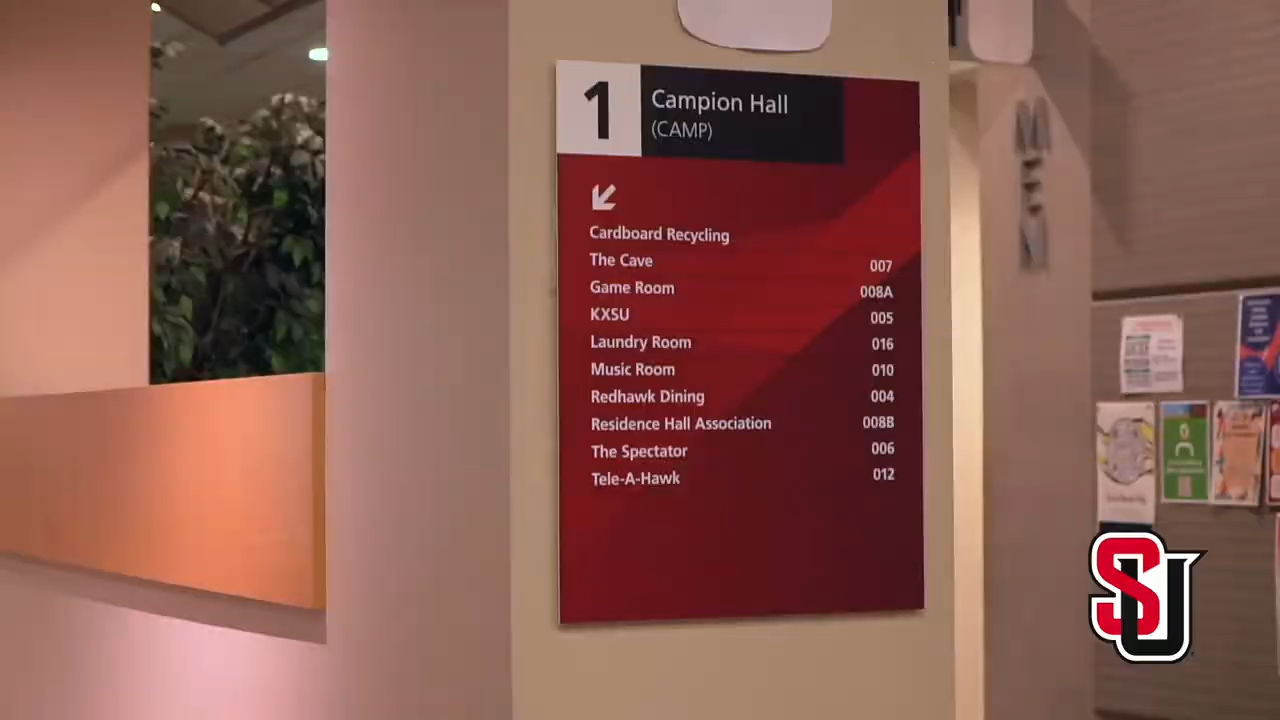 1
Campion Hall
(CAMP)
Cardboard Recycling
The Cave 007
Game Room 008A
KXSU 005
Laundry Room 016
Music Room 010
Redhawk Dining 004
Residence Hall Association 008B
The Spectator 006
Tele-A-Hawk 012
MEN
SU